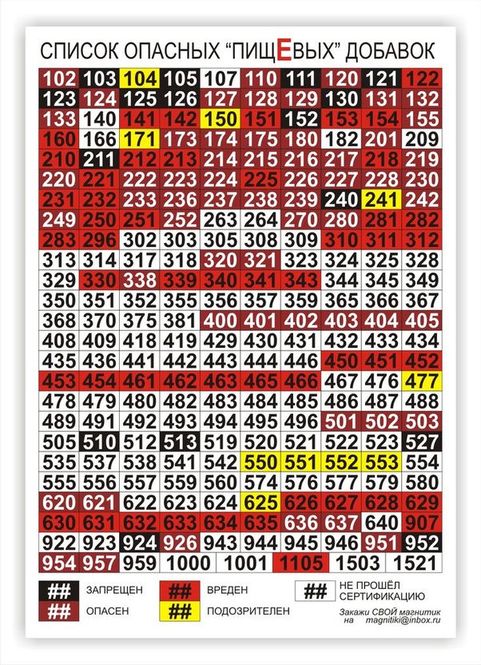 СПИСОК ОПАСНЫХ “ПИЩЕВЫХ” ДОБАВОК
102 103 104 105 107 110 111 120 121 122
123 124 125 126 127 128 129 130 131 132
133 140 141 142 150 151 152 153 154 155
160 166 171 173 174 175 180 182 201 209
210 211 212 213 214 215 216 217 218 219
220 221 222 223 224 225 226 227 228 230
231 232 233 236 237 238 239 240 241 242
249 250 251 252 263 264 270 280 281 282
283 296 302 303 305 308 309 310 311 312
313 314 317 318 320 321 323 324 325 328
329 330 338 339 340 341 343 344 345 349
350 351 352 355 356 357 359 365 366 367
368 370 375 381 400 401 402 403 404 405
408 409 418 419 429 430 431 432 433 434
435 436 441 442 443 444 446 450 451 452
453 454 461 462 463 465 466 467 476 477
478 479 480 482 482 483 484 485 486 487 488
489 491 492 493 494 495 496 501 502 503
505 510 512 513 519 520 521 522 523 527
535 537 538 541 542 550 551 552 553 554
555 556 557 559 560 574 576 577 579 580
620 621 622 623 624 625 626 627 628 629
630 631 632 633 634 635 636 637 640 907
922 923 924 926 943 944 945 946 951 952
954 957 959 1000 1001 1105 1503 1521
## ЗАПРЕЩЕН ## ВРЕДЕН ## НЕ ПРОШЁЛ
СЕРТИФИКАЦИЮ
## ОПАСЕН ## ПОДОЗРИТЕЛЕН
Закажи СВОЙ магнитик
на magnitiki@inbox.ru